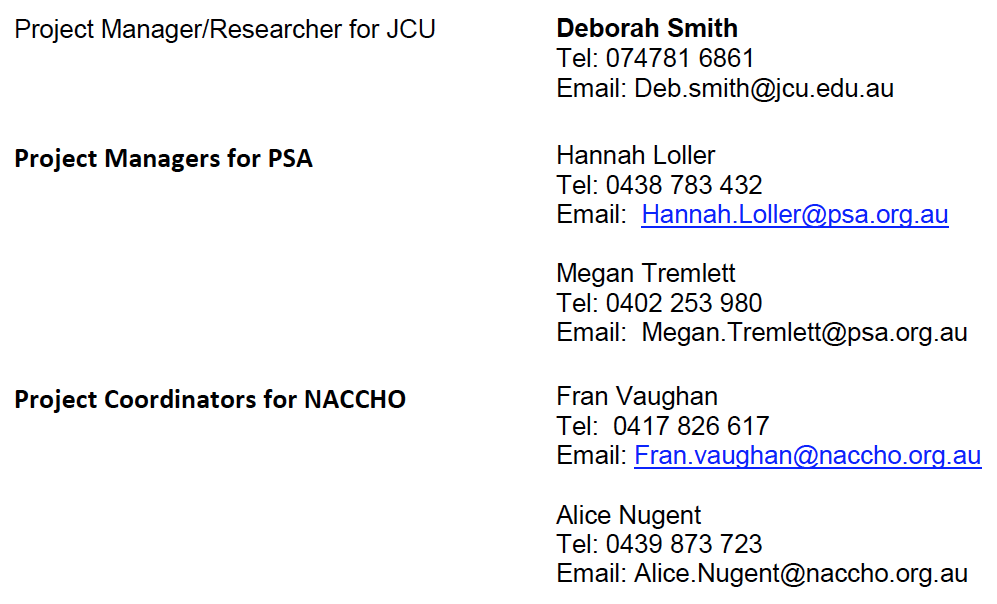 Project Manager/Researcher for JCU
Deborah Smith
Tel: 074781 6861
Email: Deb.smith@jcu.edu.au
Project Managers for PSA
Hannah Loller
Tel: 0438 783 432
Email:  Hannah.Loller@psa.org.au
Megan Tremlett
Tel: 0402 253 980
Email:  Megan.Tremlett@psa.org.au
Project Coordinators for NACCHO
Fran Vaughan
Tel:  0417 826 617
Email: Fran.vaughan@naccho.org.au
Alice Nugent
Tel: 0439 873 723
Email: Alice.Nugent@naccho.org.au